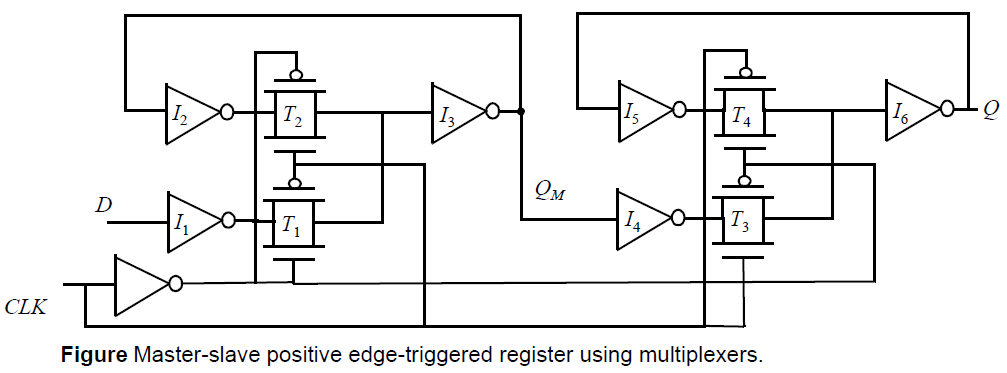 I2
T2
I3
I5
T4
I6
Q
D
I1
T1
QM
I4
T3
CLK
Figure Master-slave positive edge-triggered register using multiplexers.